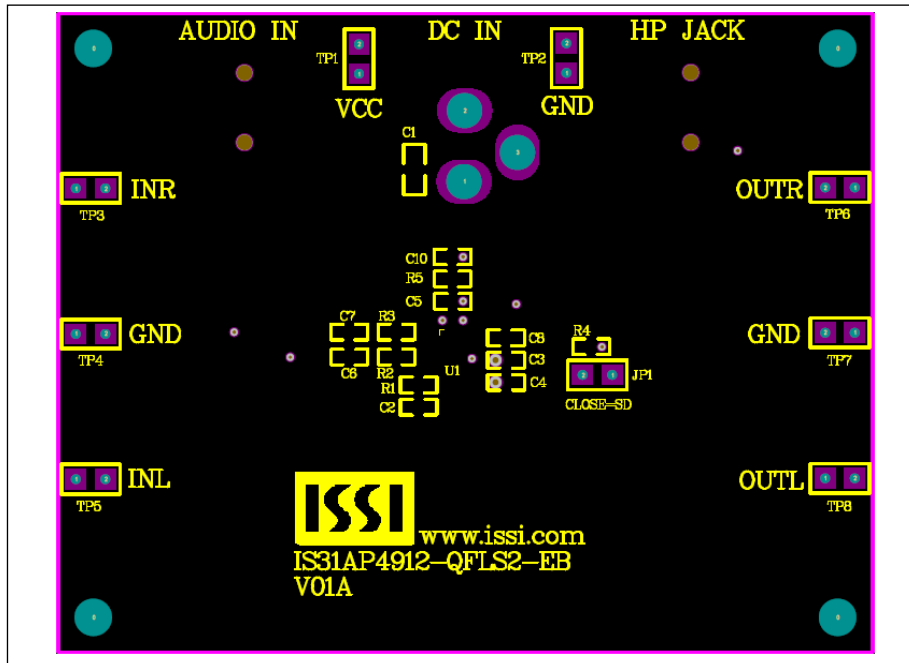 AUDIO IN
DC IN
HP JACK
TP1
TP2
VCC
GND
C1
INR
OUTR
TP3
TP6
C10
R5
C5
C7
R3
GND
GND
C8
R4
TP4
TP7
C6
R2
U1
C3
JP1
R1
C4
C2
CLOSE-SD
INL
OUTL
TP5
TP8
ISSI
www.issi.com
IS31AP4912-QFLS2-EB
V01A